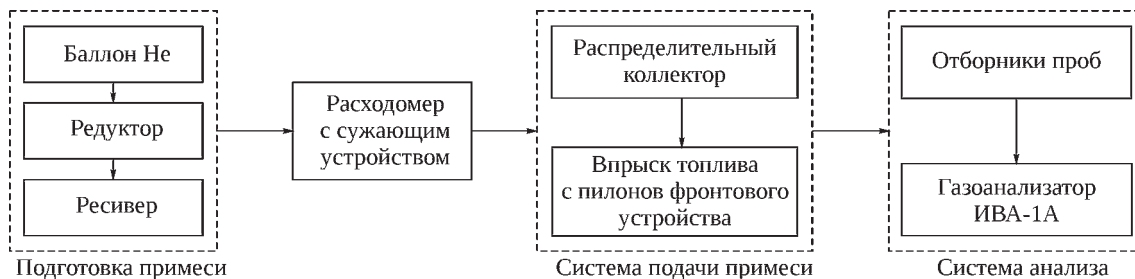 Баллон He
Редуктор
Ресивер
Подготовка примеси
Расходомер
с сужающим
устройством
Распределительный
коллектор
Впрыск топлива
с пилонов фронтового
устройства
Система подачи примеси
Отборники проб
Газоанализатор
ИВА-1А
Система анализа